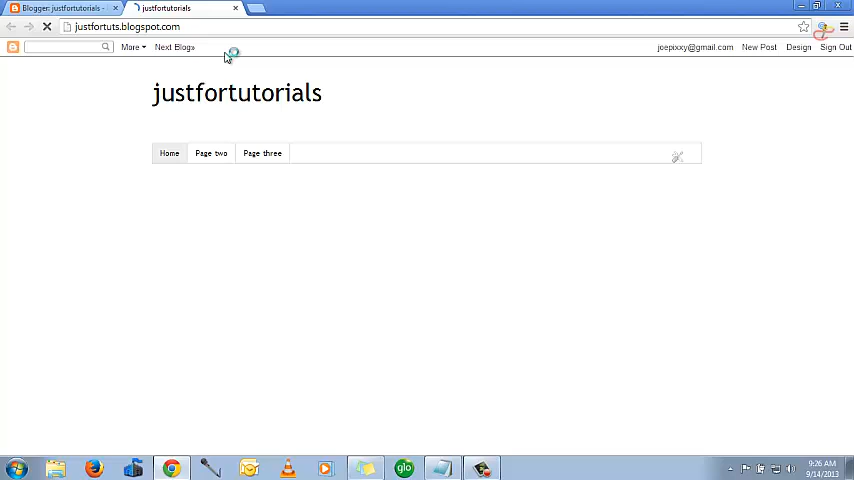 Blogger: justfortutorials -
justfortutorials
justfortuts.blogspot.com
More
Next Blog»
joepixxy@gmail.com
New Post
Design
Sign Out
justfortutorials
Home
Page two
Page three
glo
9:26 AM
9/14/2013